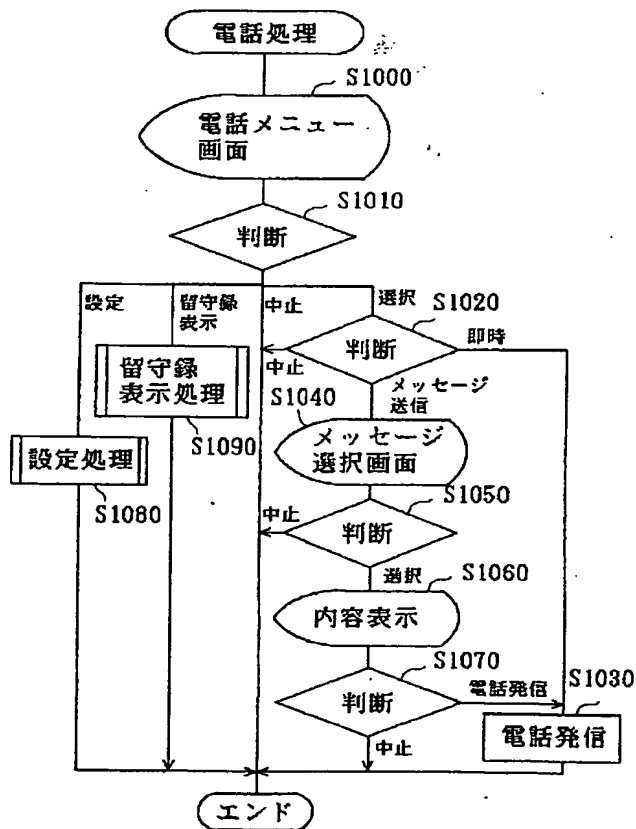 電話処理
S1000
電話メニュー
画面
S1010
判断
設定
留守録
表示
中止
選択
S1020
判断
即時
中止
留守録
表示処理
S1090
メッセージ
送信
S1040
メッセージ
選択画面
設定処理
S1080
S1050
中止
判断
選択
S1060
内容表示
S1070
判断
電話発信
S1030
電話発信
中止
エンド